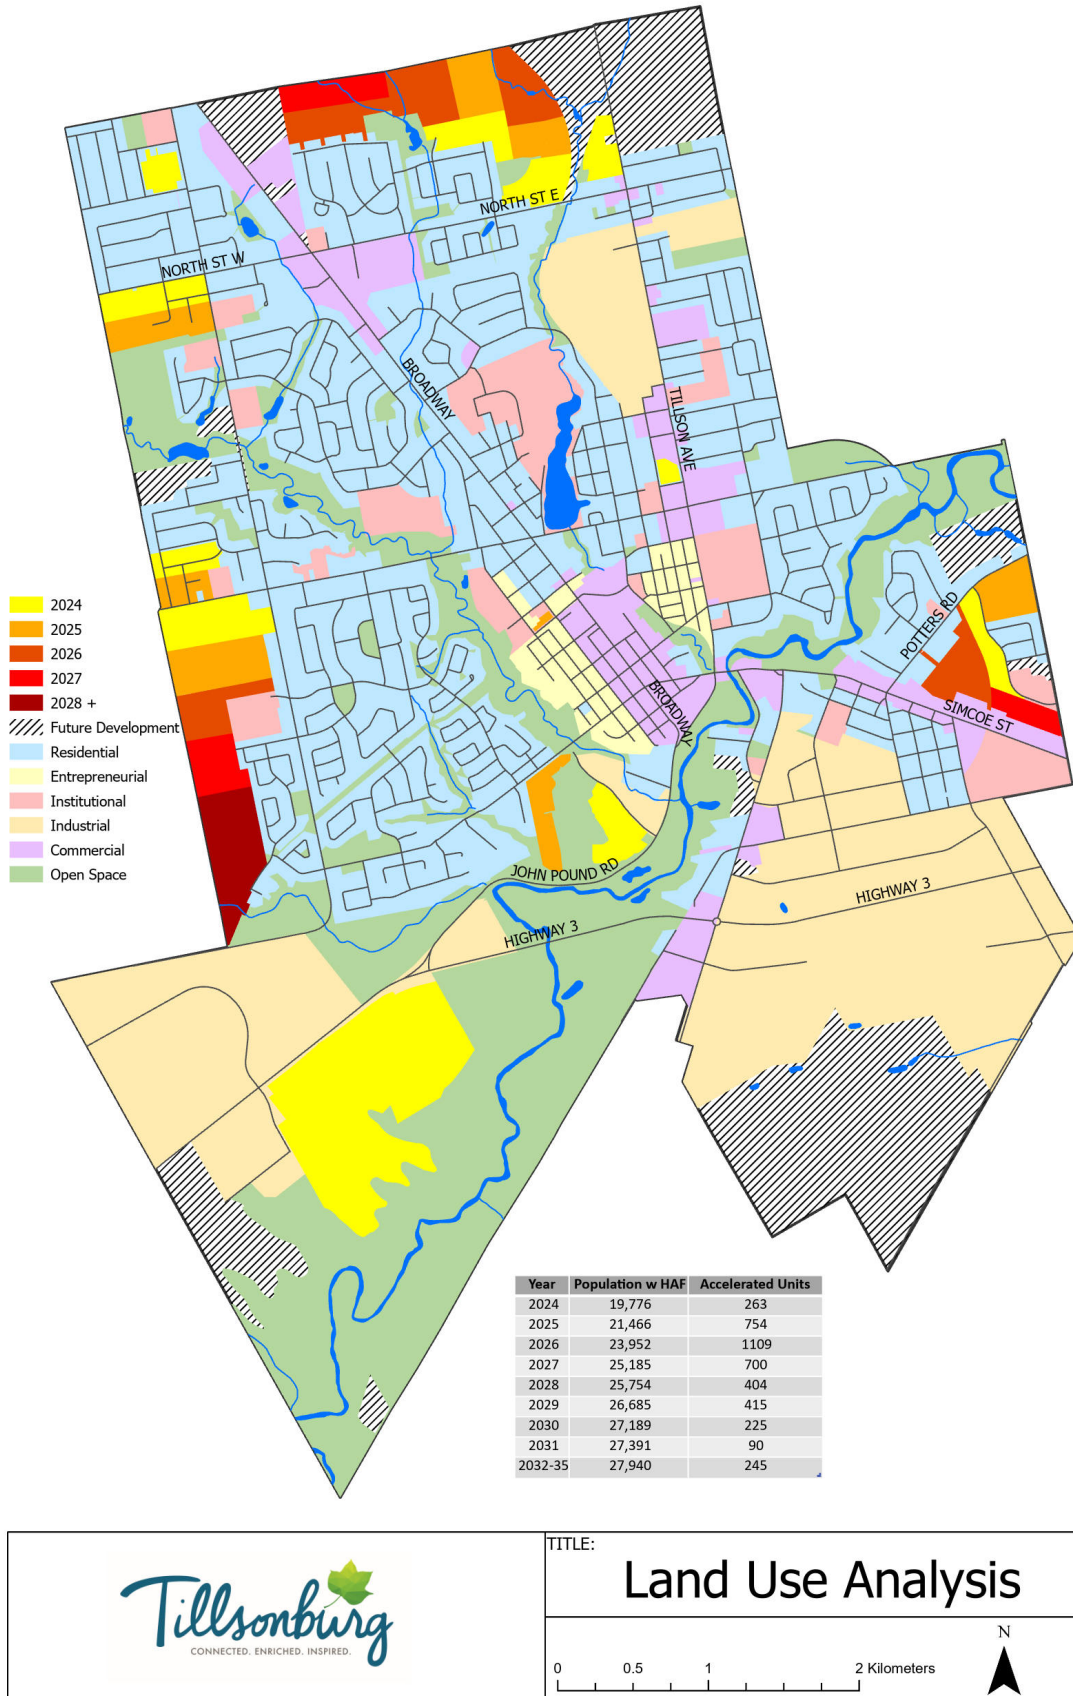 NORTH ST E
NORTH ST W
BROADWAY
TILLSON AVE
POTTERS RD
BROADWAY
SIMCOE ST
JOHN POUND RD
HIGHWAY 3
HIGHWAY 3
2024
2025
2026
2027
2028 +
Future Development
Residential
Entrepreneurial
Institutional
Industrial
Commercial
Open Space
Year Population w HAF Accelerated Units
2024 19,776 263
2025 21,466 754
2026 23,952 1109
2027 25,185 700
2028 25,754 404
2029 26,685 415
2030 27,189 225
2031 27,391 90
2032-35 27,940 245
Tillsonburg
CONNECTED. ENRICHED. INSPIRED.
TITLE:
Land Use Analysis
N
0 0.5 1 2 Kilometers